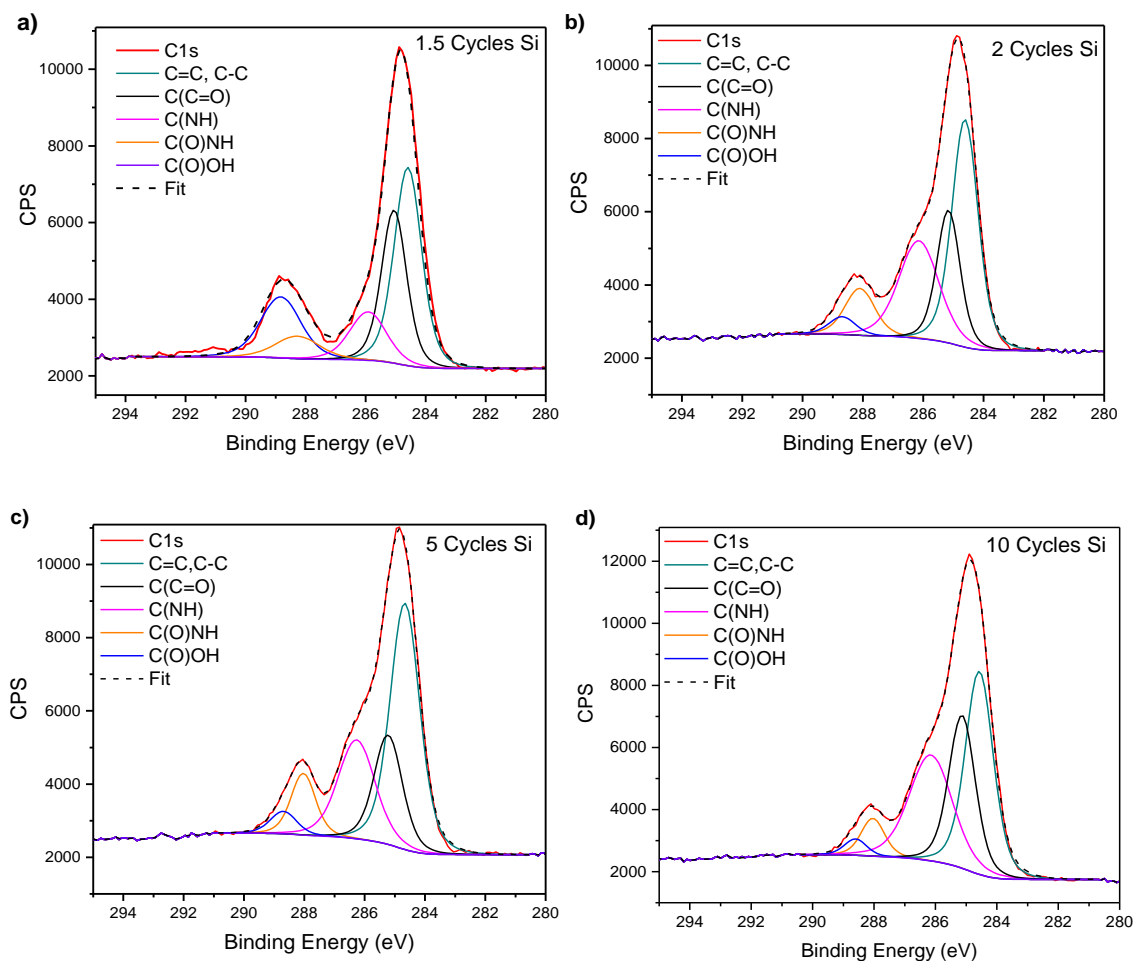 a)
1.5 Cycles Si
C1s
C=C, C-C
C(C=O)
C(NH)
C(O)NH
C(O)OH
Fit
CPS
10000
8000
6000
4000
2000
294 292 290 288 286 284 282 280
Binding Energy (eV)
b)
2 Cycles Si
C1s
C=C, C-C
C(C=O)
C(NH)
C(O)NH
C(O)OH
Fit
CPS
10000
8000
6000
4000
2000
294 292 290 288 286 284 282 280
Binding Energy (eV)
c)
5 Cycles Si
C1s
C=C,C-C
C(C=O)
C(NH)
C(O)NH
C(O)OH
Fit
CPS
10000
8000
6000
4000
2000
294 292 290 288 286 284 282 280
Binding Energy (eV)
d)
10 Cycles Si
C1s
C=C,C-C
C(C=O)
C(NH)
C(O)NH
C(O)OH
Fit
CPS
12000
10000
8000
6000
4000
2000
294 292 290 288 286 284 282 280
Binding Energy (eV)